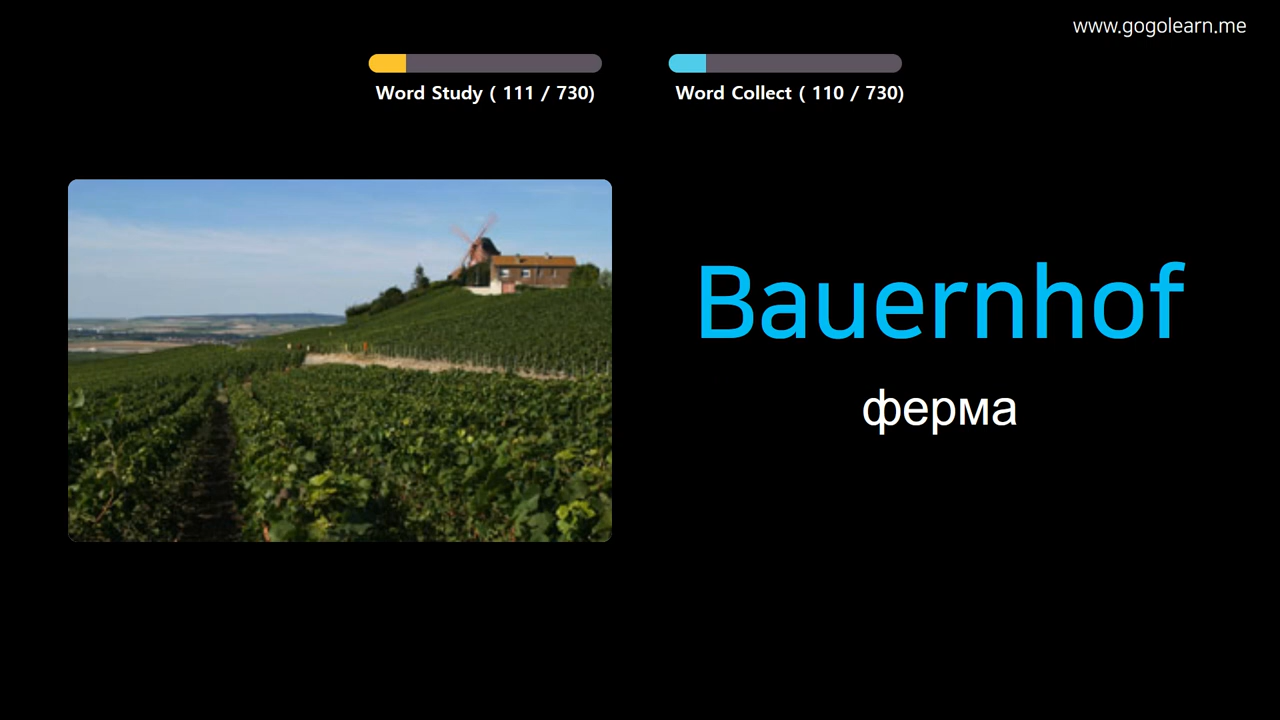 www.gogolearn.me
Word Study ( 111 / 730)
Word Collect ( 110 / 730)
Bauernhof
ферма